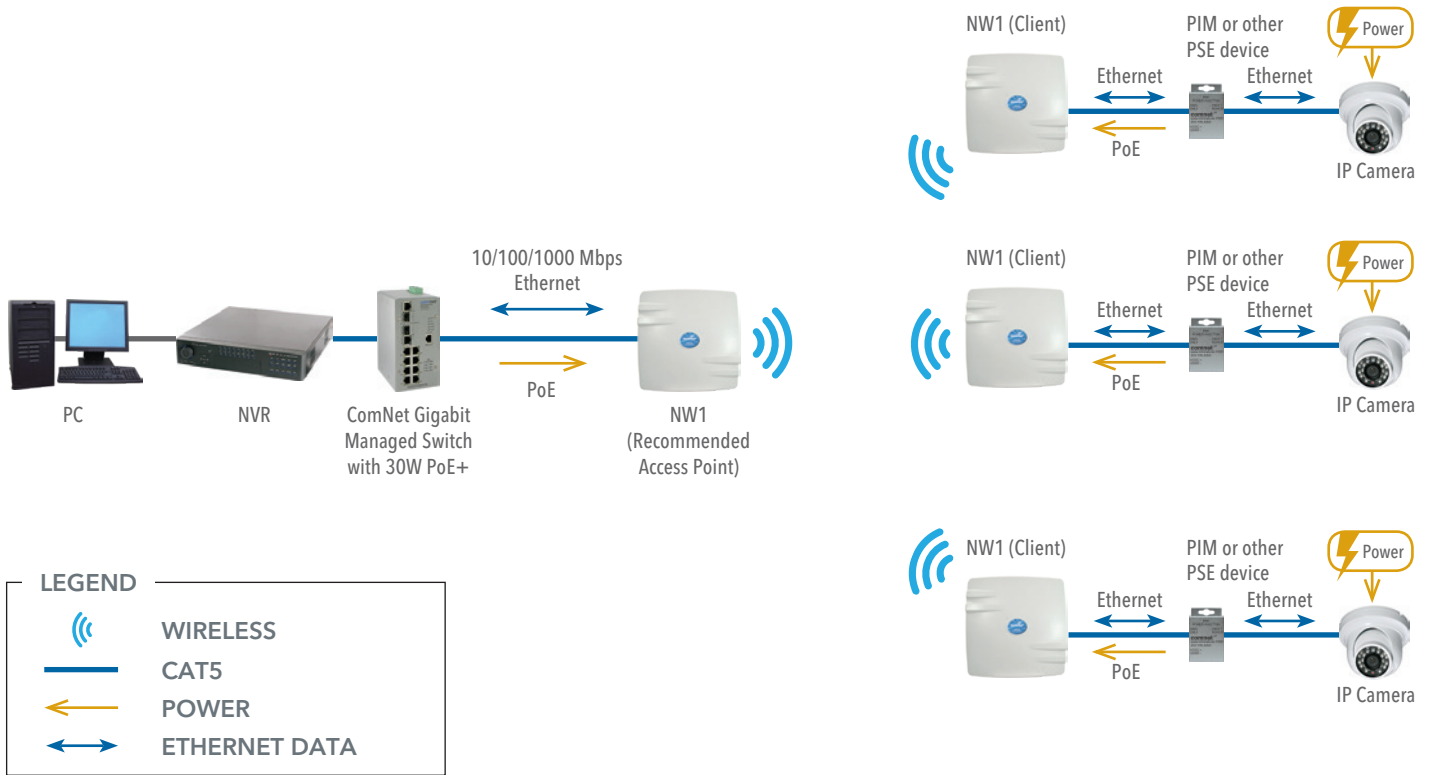 NW1 (Client)
PIM or other
PSE device
Power
Ethernet
Ethernet
PoE
IP Camera
10/100/1000 Mbps
Ethernet
PoE
PC
NVR
ComNet Gigabit
Managed Switch
with 30W PoE+
NW1
(Recommended
Access Point)
NW1 (Client)
PIM or other
PSE device
Power
Ethernet
Ethernet
PoE
IP Camera
NW1 (Client)
PIM or other
PSE device
Power
Ethernet
Ethernet
PoE
IP Camera
LEGEND
WIRELESS
CAT5
POWER
ETHERNET DATA